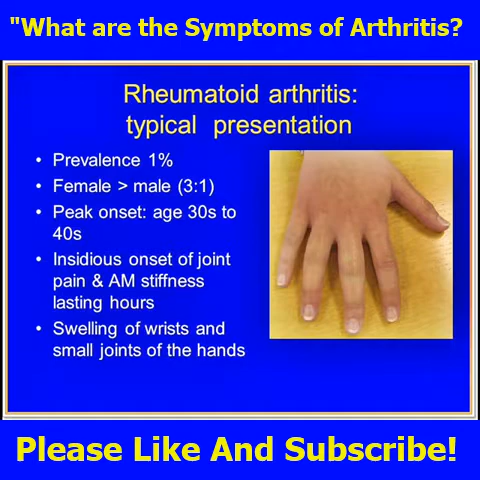 "What are the Symptoms of Arthritis?
Rheumatoid arthritis:
typical presentation
• Prevalence 1%
• Female > male (3:1)
• Peak onset: age 30s to
40s
• Insidious onset of joint
pain & AM stiffness
lasting hours
• Swelling of wrists and
small joints of the hands
Please Like And Subscribe!